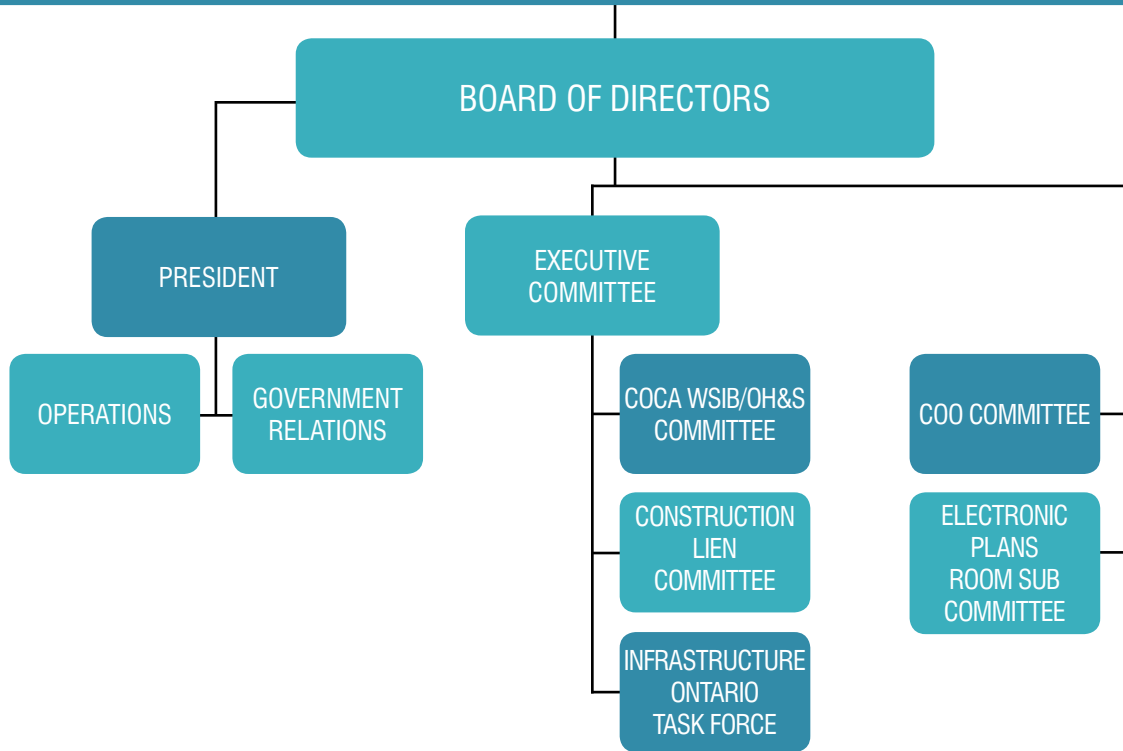 BOARD OF DIRECTORS
PRESIDENT
EXECUTIVE
COMMITTEE
OPERATIONS
GOVERNMENT
RELATIONS
COCA WSIB/OH&S
COMMITTEE
COO COMMITTEE
CONSTRUCTION
LIEN
COMMITTEE
ELECTRONIC
PLANS
ROOM SUB
COMMITTEE
INFRASTRUCTURE
ONTARIO
TASK FORCE